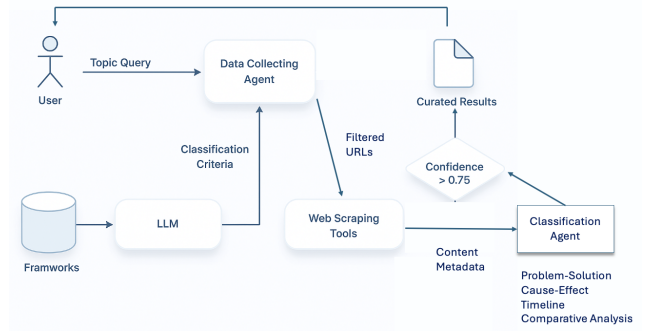 Topic Query
User
Data Collecting
Agent
Curated Results
Classification
Criteria
Filtered
URLs
Confidence
> 0.75
Framworks
LLM
Web Scraping
Tools
Content
Metadata
Classification
Agent
Problem-Solution
Cause-Effect
Timeline
Comparative Analysis